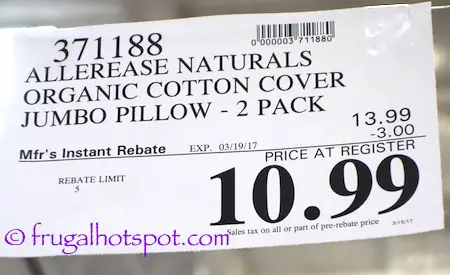 371188
0000003711880
ALLEREASE NATURALS
ORGANIC COTTON COVER
JUMBO PILLOW - 2 PACK
13.99
-3.00
Mfr's Instant Rebate EXP. 03/19/17
PRICE AT REGISTER
REBATE LIMIT
5
10.99
Sales tax on all or part of pre-rebate price
© frugalhotspot.com